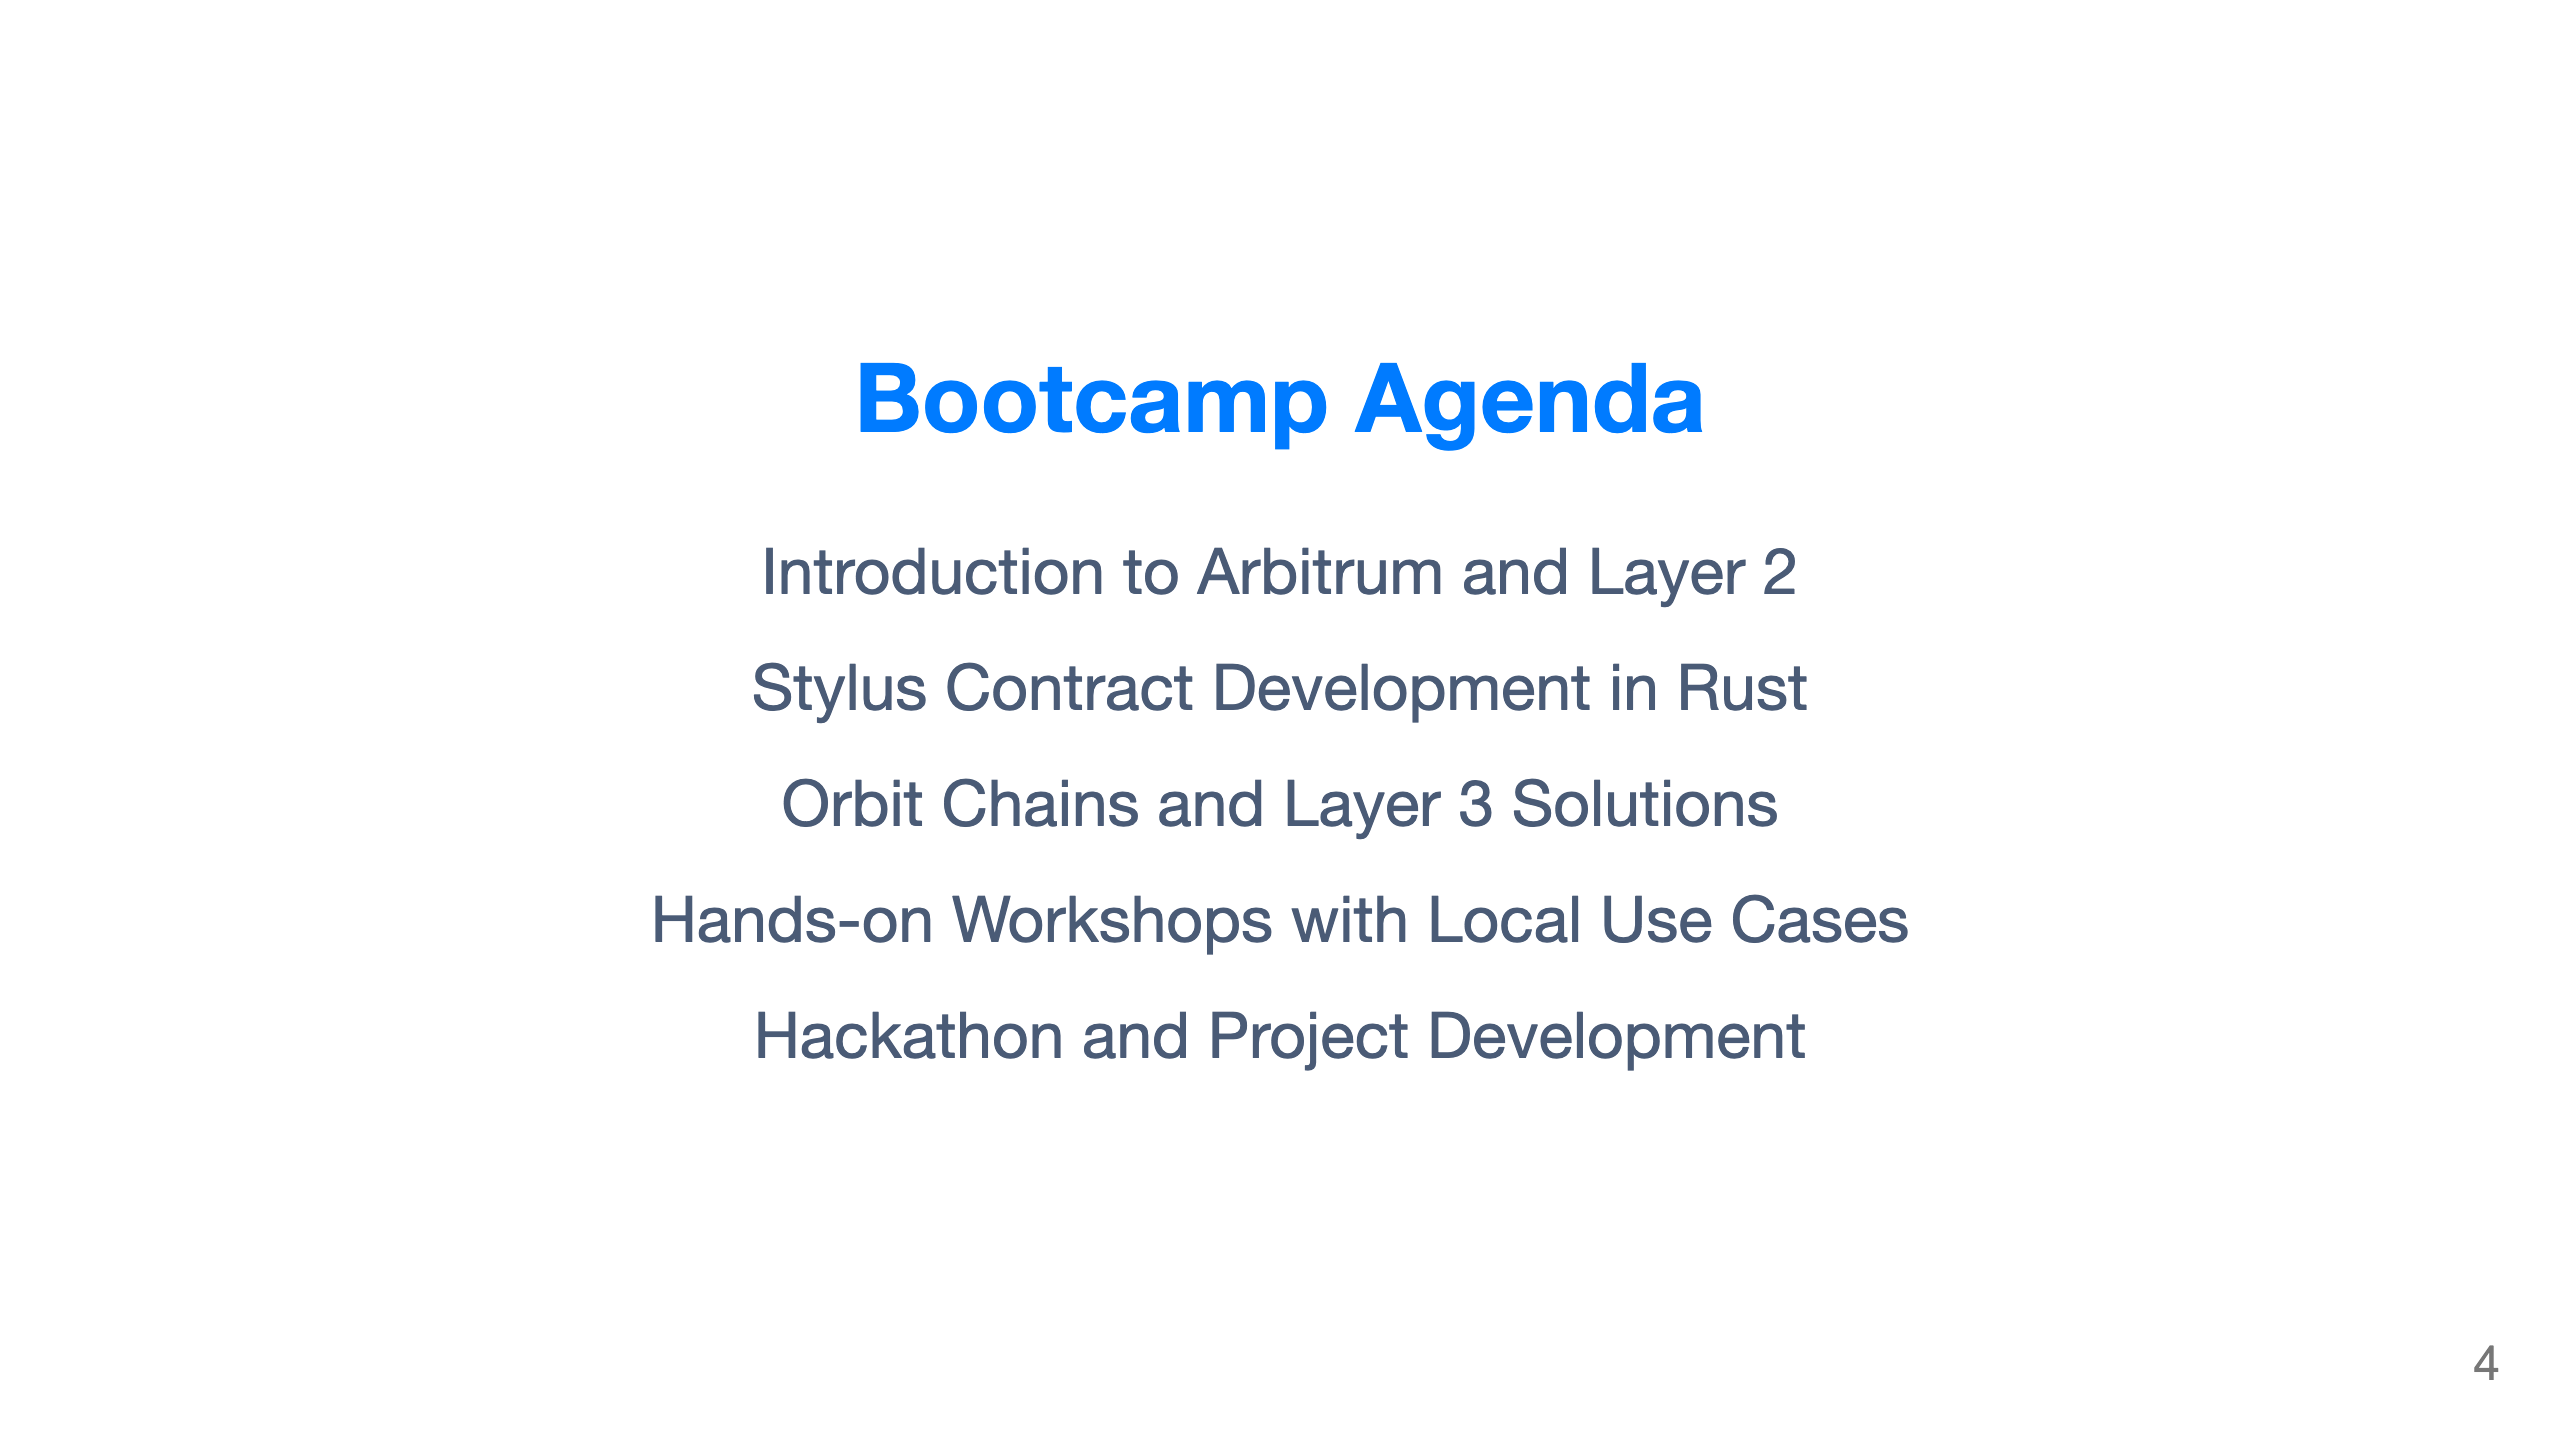 Bootcamp Agenda
Introduction to Arbitrum and Layer 2
Stylus Contract Development in Rust
Orbit Chains and Layer 3 Solutions
Hands-on Workshops with Local Use Cases
Hackathon and Project Development
4